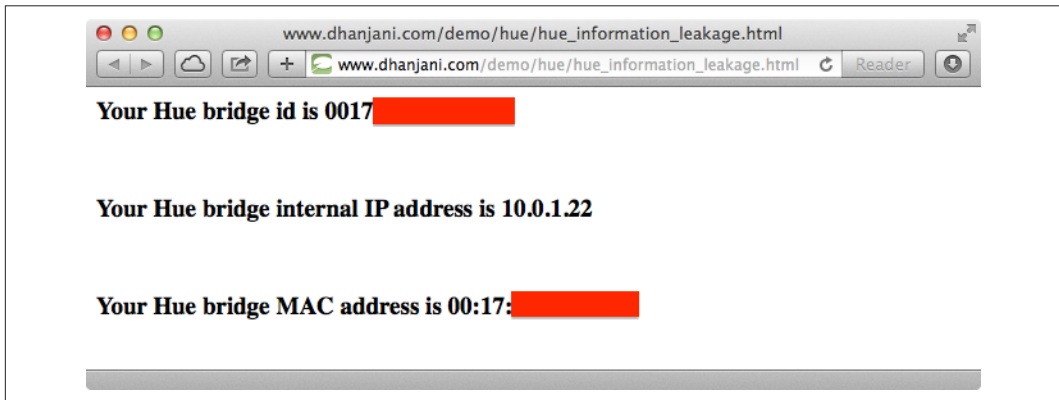 www.dhanjani.com/demo/hue/hue_information_leakage.html
www.dhanjani.com/demo/hue/hue_information_leakage.html Reader
Your Hue bridge id is 0017
Your Hue bridge internal IP address is 10.0.1.22
Your Hue bridge MAC address is 00:17: